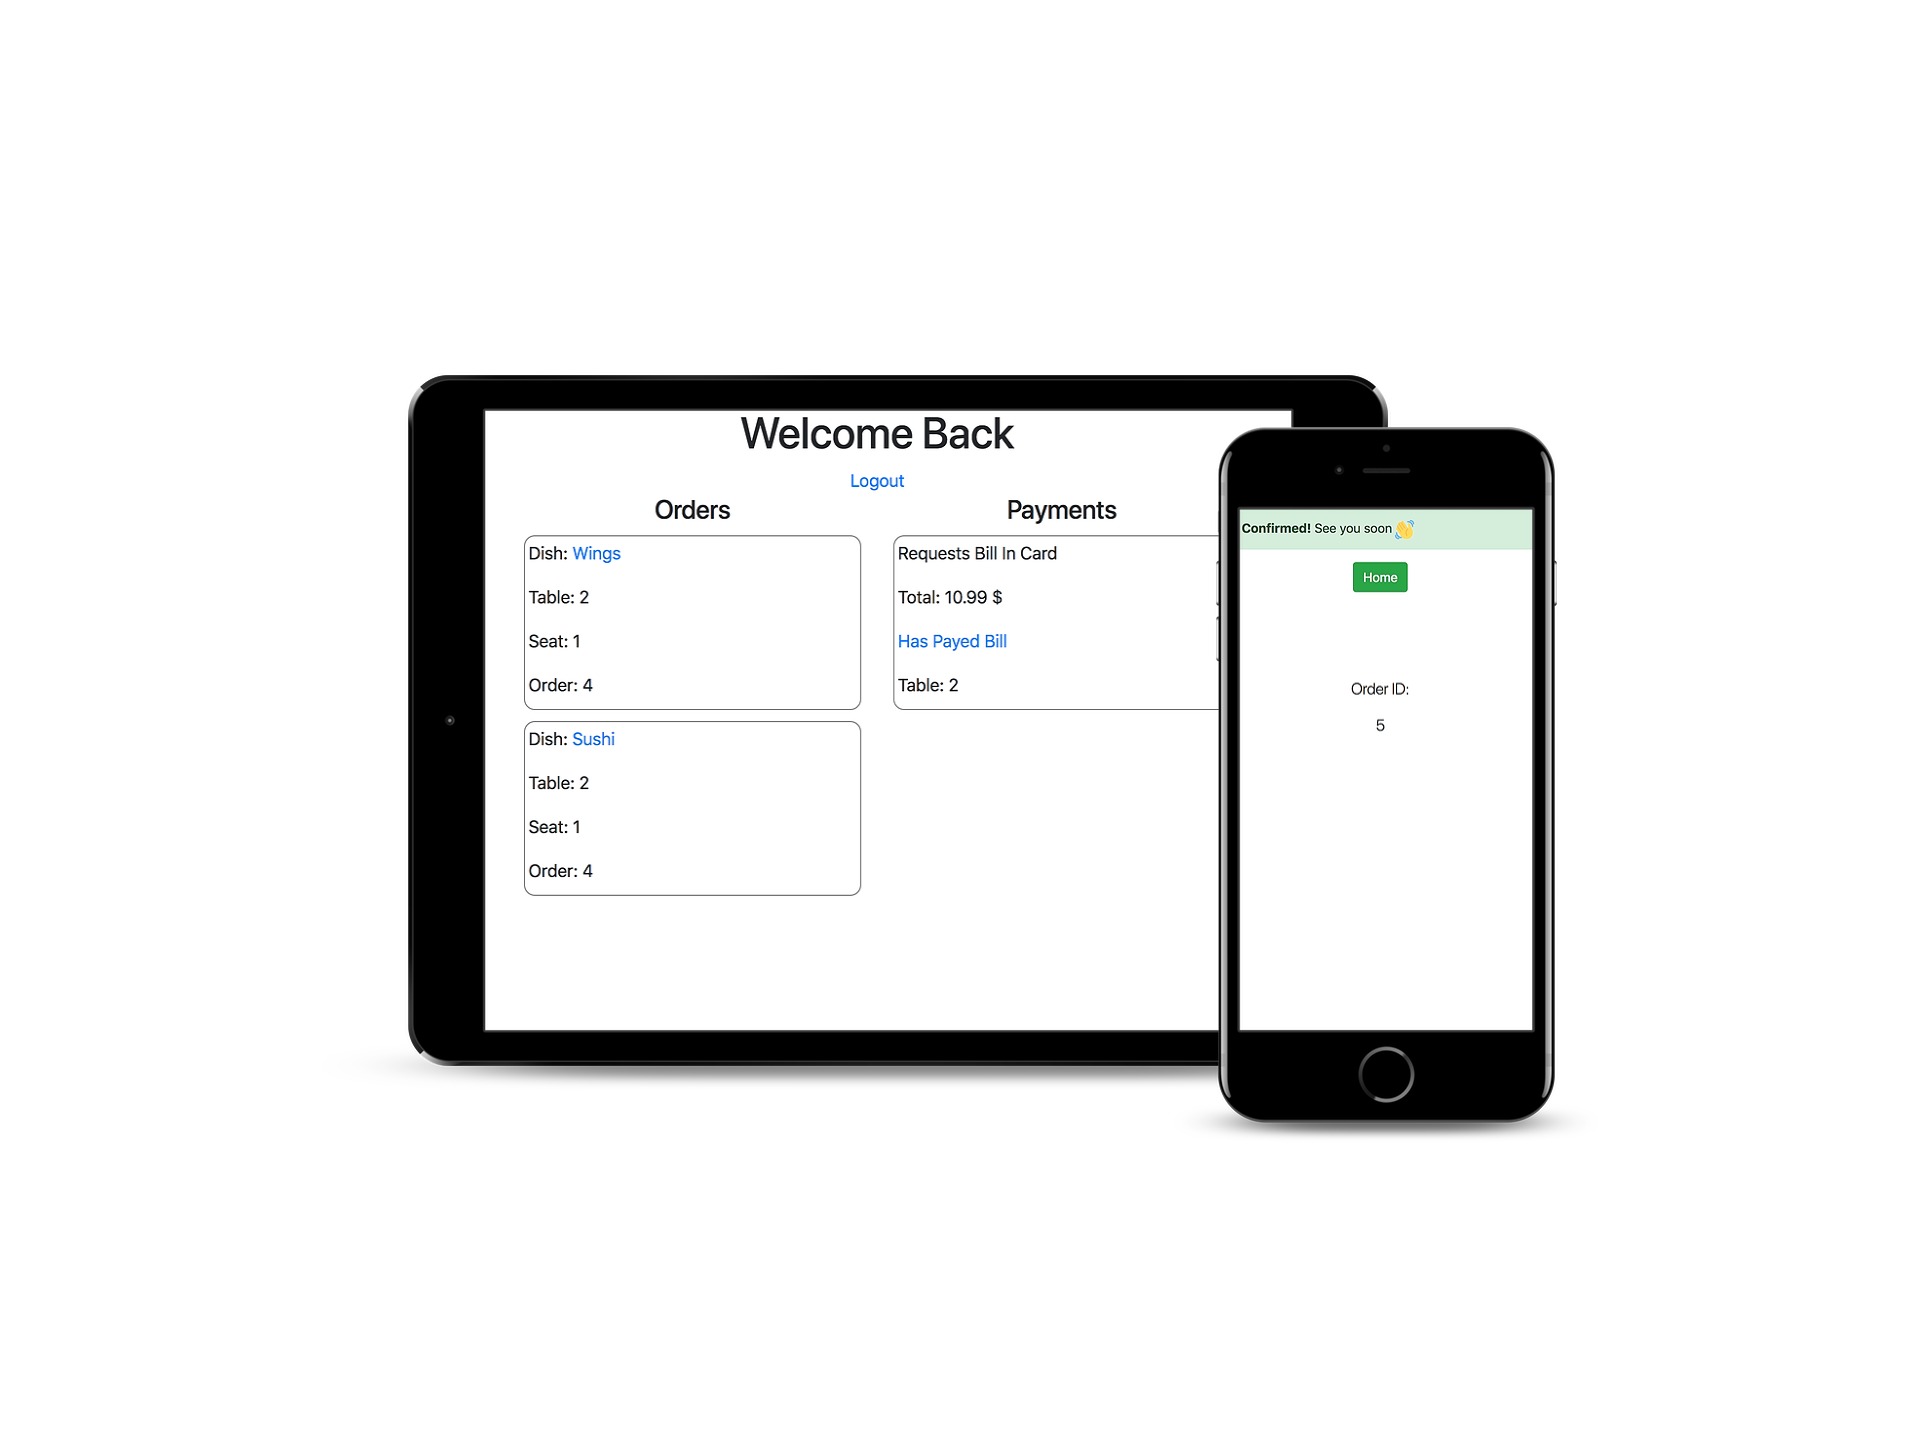 Welcome Back
Logout
Orders
Dish: Wings
Table: 2
Seat: 1
Order: 4
Dish: Sushi
Table: 2
Seat: 1
Order: 4
Payments
Requests Bill In Card
Total: 10.99 $
Has Payed Bill
Table: 2
Confirmed! See you soon 👋
Home
Order ID:
5